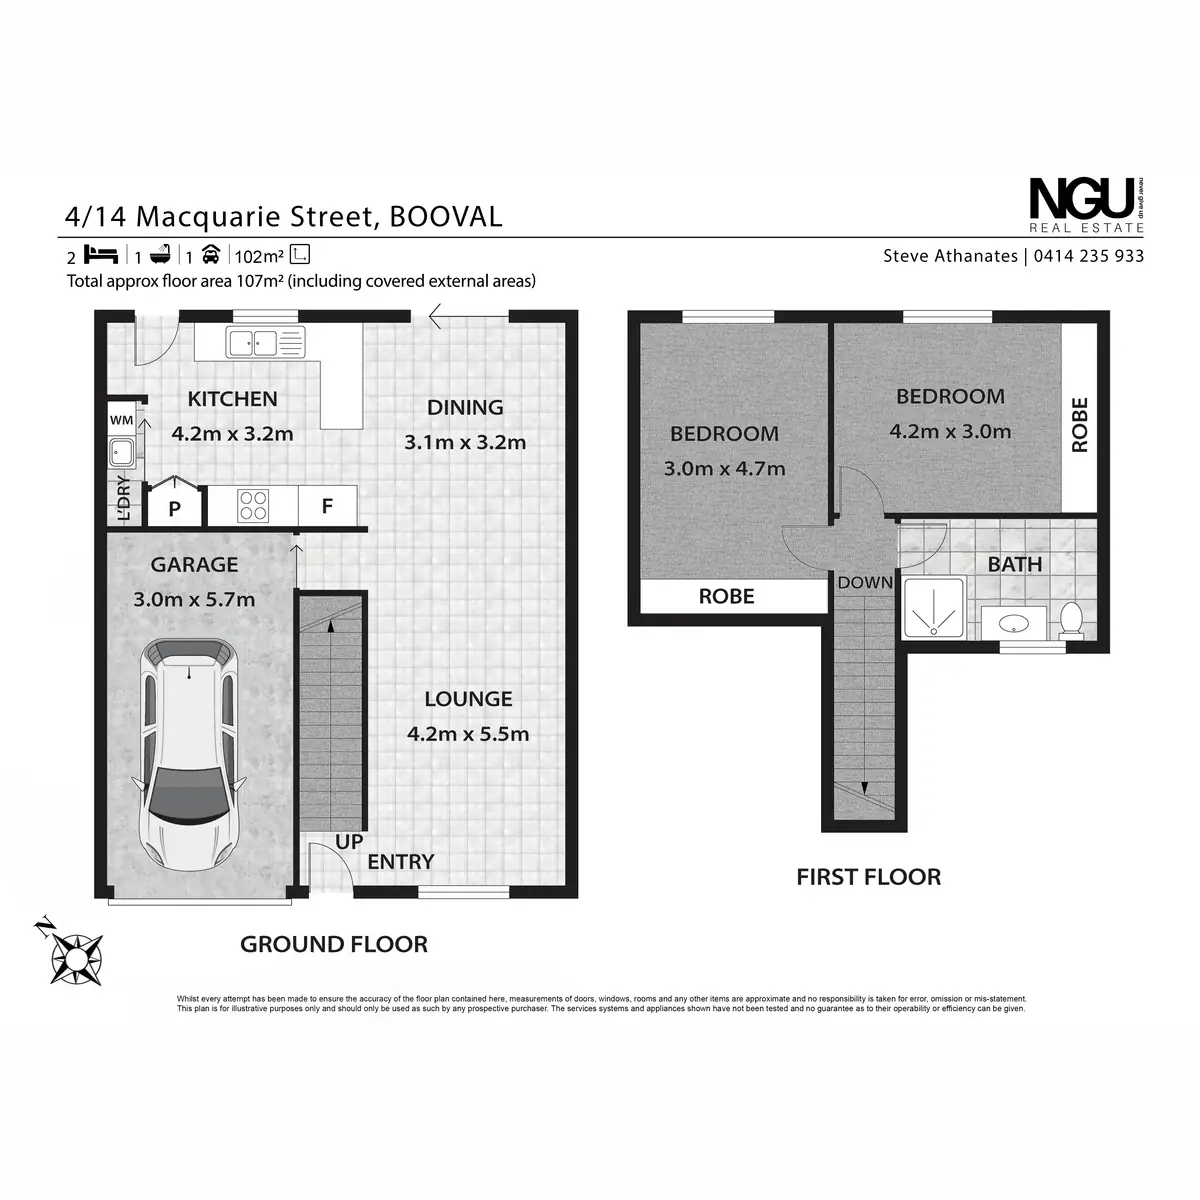 NGU
never give up
REAL ESTATE
4/14 Macquarie Street, BOOVAL
2 1 1 102m²
Steve Athanates | 0414 235 933
Total approx floor area 107m² (including covered external areas)
KITCHEN
4.2m x 3.2m
DINING
3.1m x 3.2m
WM
L'DRY
P
F
GARAGE
3.0m x 5.7m
LOUNGE
4.2m x 5.5m
UP
ENTRY
GROUND FLOOR
BEDROOM
3.0m x 4.7m
ROBE
BEDROOM
4.2m x 3.0m
ROBE
BATH
DOWN
FIRST FLOOR
N
Whilst every attempt has been made to ensure the accuracy of the floor plan contained here, measurements of doors, windows, rooms and any other items are approximate and no responsibility is taken for error, omission or mis-statement.
This plan is for illustrative purposes only and should only be used as such by any prospective purchaser. The services systems and appliances shown have not been tested and no guarantee as to their operability or efficiency can be given.